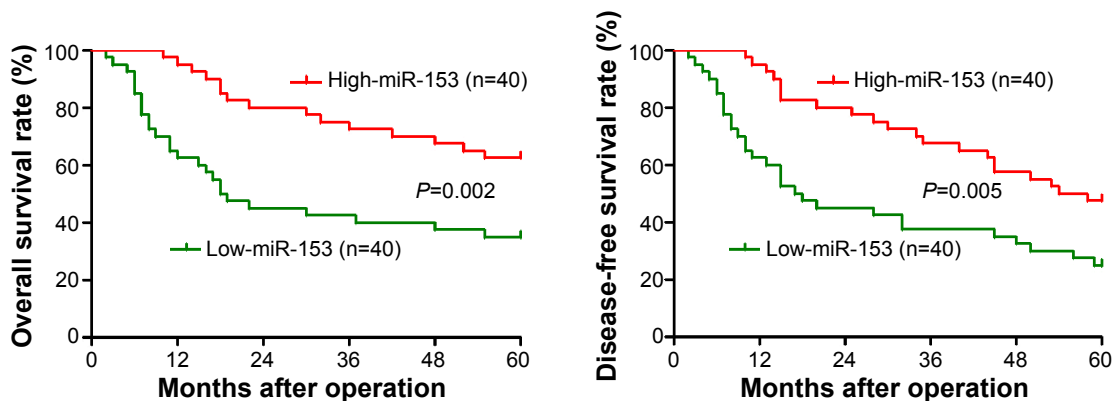 Overall survival rate (%)
100
80
60
40
20
0
High-miR-153 (n=40)
P=0.002
Low-miR-153 (n=40)
0 12 24 36 48 60
Months after operation
Disease-free survival rate (%)
100
80
60
40
20
0
High-miR-153 (n=40)
P=0.005
Low-miR-153 (n=40)
0 12 24 36 48 60
Months after operation